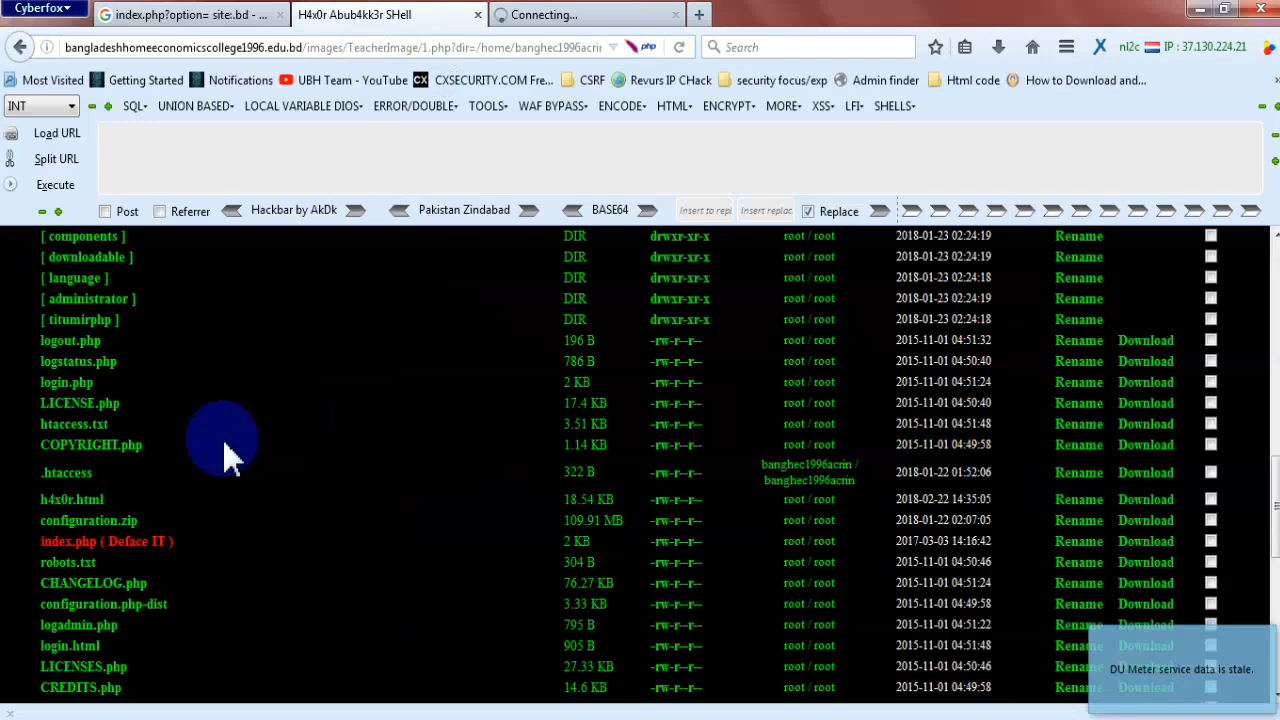 Cyberfox
index.php?option= site:.bd - ...
H4x0r Abub4kk3r SHell
Connecting...
bangladeshhomeeconomicscollege1996.edu.bd/images/TeacherImage/1.php?dir=/home/banghec1996acrin
php
Search
nl2c
IP : 37.130.224.21
Most Visited
Getting Started
Notifications
UBH Team - YouTube
CX
CXSECURITY.COM Fre...
CSRF
Revurs IP CHack
security focus/exp
Admin finder
Html code
How to Download and...
INT
SQL
UNION BASED
LOCAL VARIABLE DIOS
ERROR/DOUBLE
TOOLS
WAF BYPASS
ENCODE
HTML
ENCRYPT
MORE
XSS
LFI
SHELLS
Load URL
Split URL
Execute
Post
Referrer
Hackbar by AkDk
Pakistan Zindabad
BASE64
Insert to repl
Insert replac
Replace
[ components ] DIR drwxr-xr-x root / root 2018-01-23 02:24:19 Rename
[ downloadable ] DIR drwxr-xr-x root / root 2018-01-23 02:24:19 Rename
[ language ] DIR drwxr-xr-x root / root 2018-01-23 02:24:18 Rename
[ administrator ] DIR drwxr-xr-x root / root 2018-01-23 02:24:19 Rename
[ titumirphp ] DIR drwxr-xr-x root / root 2018-01-23 02:24:18 Rename
logout.php 196 B -rw-r--r-- root / root 2015-11-01 04:51:32 Rename Download
logstatus.php 786 B -rw-r--r-- root / root 2015-11-01 04:50:40 Rename Download
login.php 2 KB -rw-r--r-- root / root 2015-11-01 04:51:24 Rename Download
LICENSE.php 17.4 KB -rw-r--r-- root / root 2015-11-01 04:50:40 Rename Download
htaccess.txt 3.51 KB -rw-r--r-- root / root 2015-11-01 04:51:48 Rename Download
COPYRIGHT.php 1.14 KB -rw-r--r-- root / root 2015-11-01 04:49:58 Rename Download
.htaccess 322 B -rw-r--r-- banghec1996acrin / banghec1996acrin 2018-01-22 01:52:06 Rename Download
h4x0r.html 18.54 KB -rw-r--r-- root / root 2018-02-22 14:35:05 Rename Download
configuration.zip 109.91 MB -rw-r--r-- root / root 2018-01-22 02:07:05 Rename Download
index.php ( Deface IT ) 2 KB -rw-r--r-- root / root 2017-03-03 14:16:42 Rename Download
robots.txt 304 B -rw-r--r-- root / root 2015-11-01 04:50:46 Rename Download
CHANGELOG.php 76.27 KB -rw-r--r-- root / root 2015-11-01 04:51:24 Rename Download
configuration.php-dist 3.33 KB -rw-r--r-- root / root 2015-11-01 04:49:58 Rename Download
logadmin.php 795 B -rw-r--r-- root / root 2015-11-01 04:51:22 Rename Download
login.html 905 B -rw-r--r-- root / root 2015-11-01 04:51:48 Rename Download
LICENSES.php 27.33 KB -rw-r--r-- root / root 2015-11-01 04:50:46 Rename Download
CREDITS.php 14.6 KB -rw-r--r-- root / root 2015-11-01 04:49:58 Rename Download
DU Meter service data is stale.